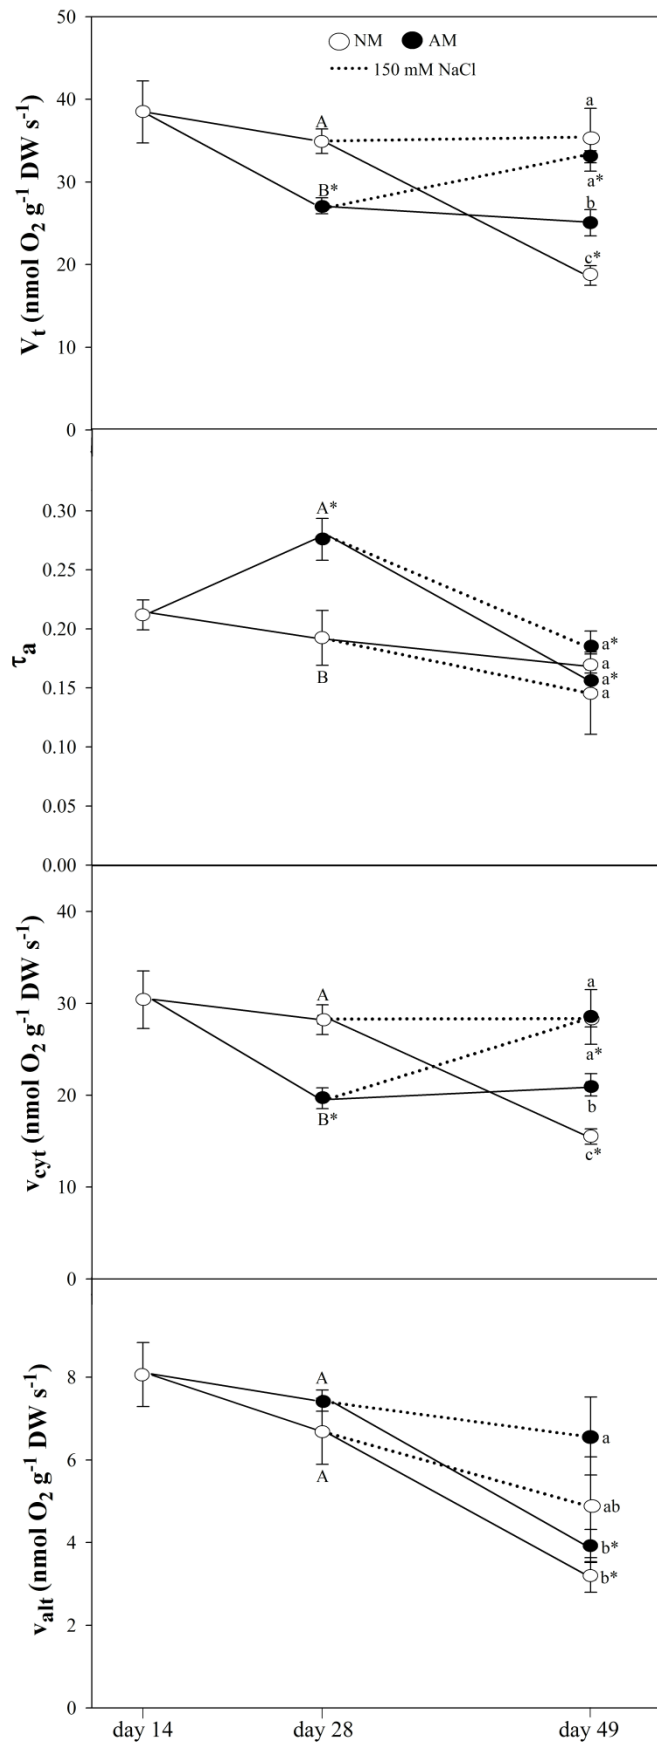 50
NM AM
150 mM NaCl
40
A
a
30
B*
a*
b
20
c*
10
0
V_t (nmol O_2 g^-1 DW s^-1)
A*
0.30
0.25
0.20
a*
a
a*
a
0.15
B
0.10
0.05
0.00
τ_a
40
A
a
30
a*
20
B*
b
c*
10
0
v_cyt (nmol O_2 g^-1 DW s^-1)
8
A
a
6
A
ab
4
b*
b*
2
0
v_alt (nmol O_2 g^-1 DW s^-1)
day 14 day 28 day 49